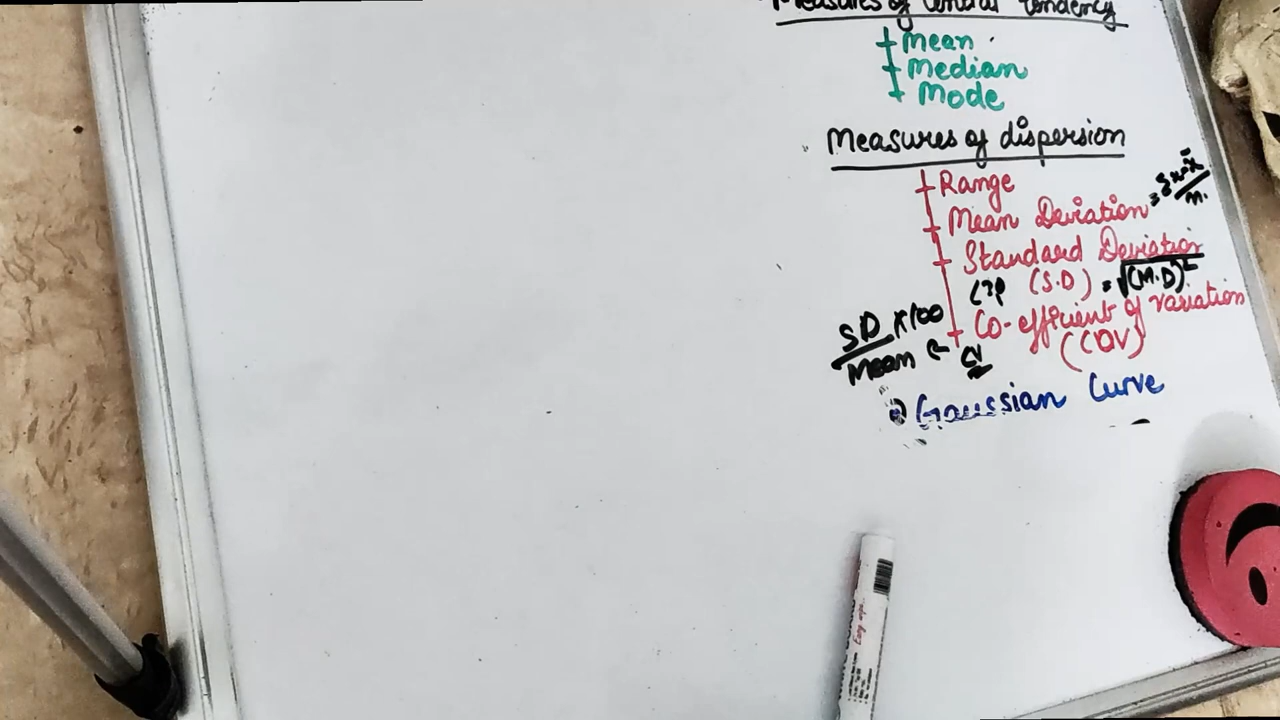 Measures of Central tendency
Mean
Median
Mode
Measures of dispersion
Range
Mean Deviation = Σx-x̄ / n
Standard Deviation
(S.D) = √(M.D)²
Co-efficient of variation
(COV)
SD x100
Mean
CV
Gaussian Curve